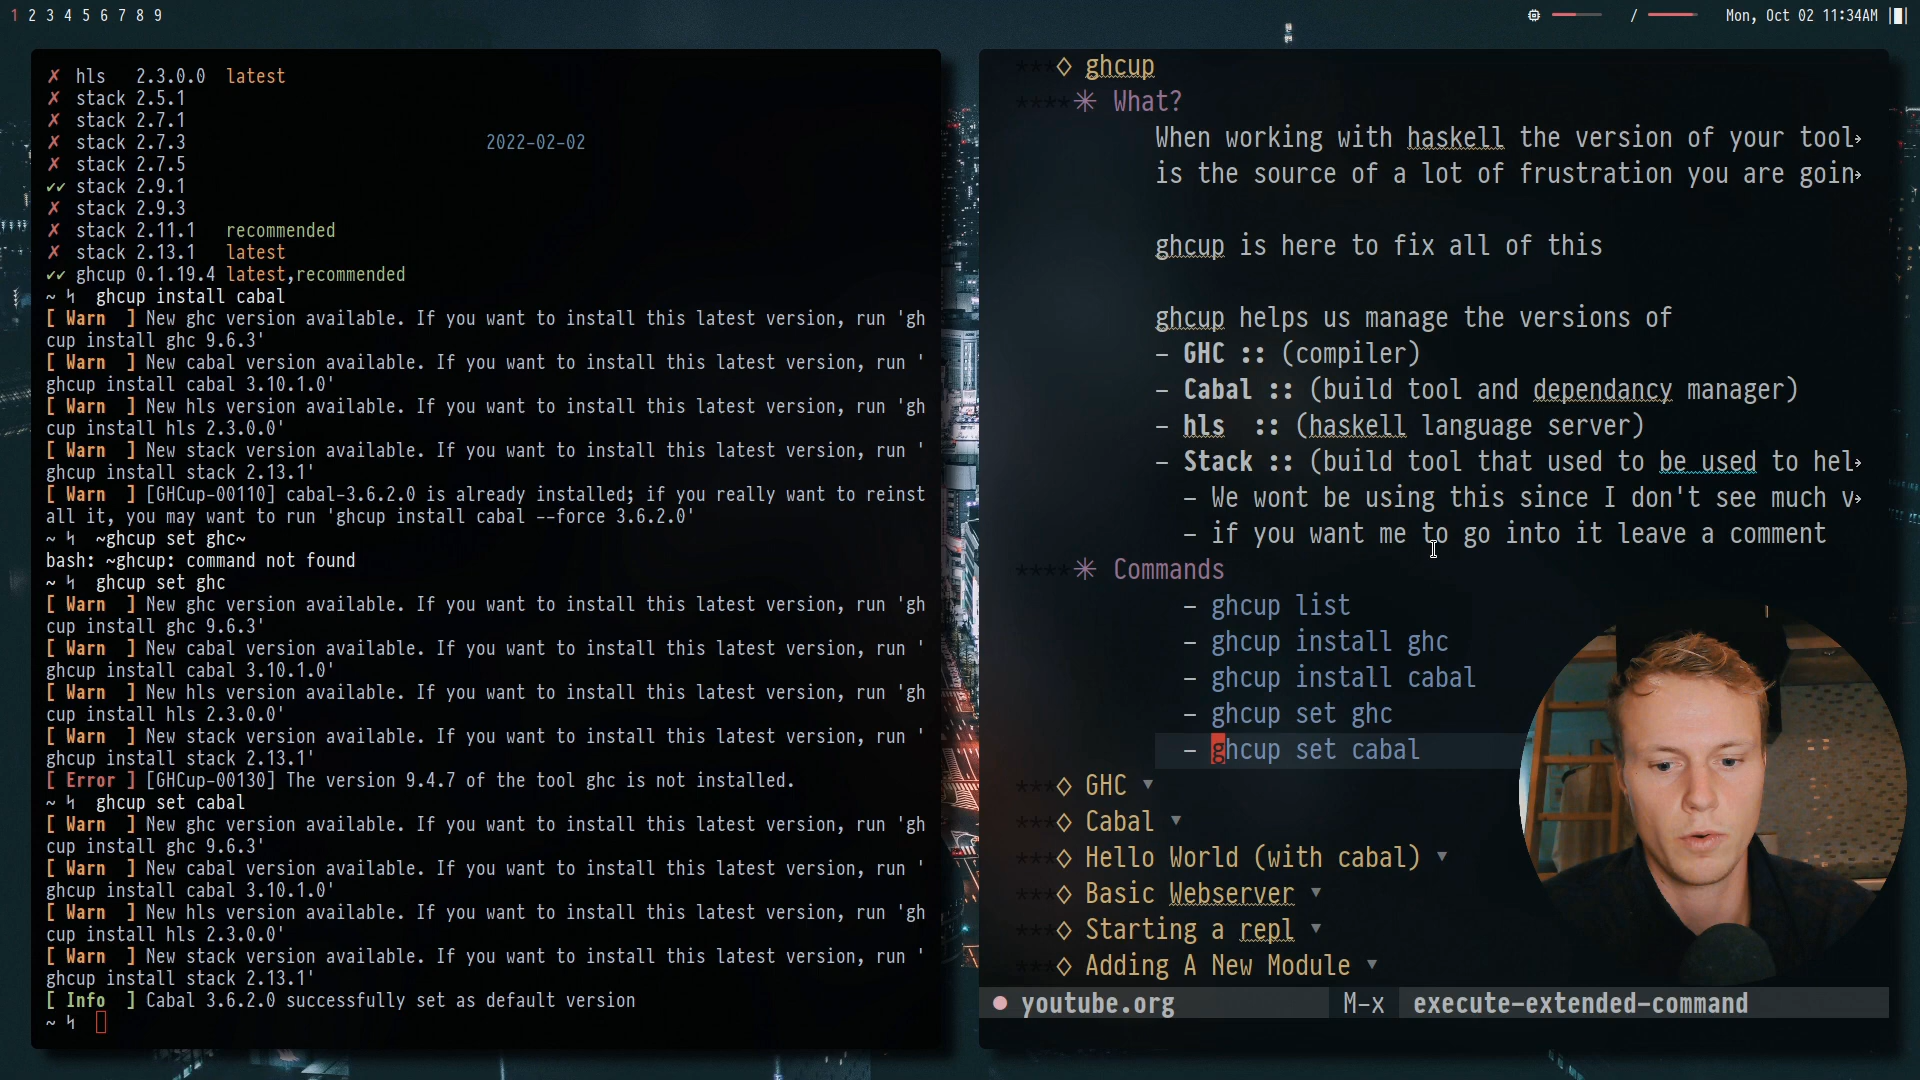 1 2 3 4 5 6 7 8 9
/ Mon, Oct 02 11:34AM
✗ hls 2.3.0.0 latest
✗ stack 2.5.1
✗ stack 2.7.1
✗ stack 2.7.3 2022-02-02
✗ stack 2.7.5
✓✓ stack 2.9.1
✗ stack 2.9.3
✗ stack 2.11.1 recommended
✗ stack 2.13.1 latest
✓✓ ghcup 0.1.19.4 latest,recommended
~ ϟ ghcup install cabal
[ Warn ] New ghc version available. If you want to install this latest version, run 'gh
cup install ghc 9.6.3'
[ Warn ] New cabal version available. If you want to install this latest version, run '
ghcup install cabal 3.10.1.0'
[ Warn ] New hls version available. If you want to install this latest version, run 'gh
cup install hls 2.3.0.0'
[ Warn ] New stack version available. If you want to install this latest version, run '
ghcup install stack 2.13.1'
[ Warn ] [GHCup-00110] cabal-3.6.2.0 is already installed; if you really want to reinst
all it, you may want to run 'ghcup install cabal --force 3.6.2.0'
~ ϟ ~ghcup set ghc~
bash: ~ghcup: command not found
~ ϟ ghcup set ghc
[ Warn ] New ghc version available. If you want to install this latest version, run 'gh
cup install ghc 9.6.3'
[ Warn ] New cabal version available. If you want to install this latest version, run '
ghcup install cabal 3.10.1.0'
[ Warn ] New hls version available. If you want to install this latest version, run 'gh
cup install hls 2.3.0.0'
[ Warn ] New stack version available. If you want to install this latest version, run '
ghcup install stack 2.13.1'
[ Error ] [GHCup-00130] The version 9.4.7 of the tool ghc is not installed.
~ ϟ ghcup set cabal
[ Warn ] New ghc version available. If you want to install this latest version, run 'gh
cup install ghc 9.6.3'
[ Warn ] New cabal version available. If you want to install this latest version, run '
ghcup install cabal 3.10.1.0'
[ Warn ] New hls version available. If you want to install this latest version, run 'gh
cup install hls 2.3.0.0'
[ Warn ] New stack version available. If you want to install this latest version, run '
ghcup install stack 2.13.1'
[ Info ] Cabal 3.6.2.0 successfully set as default version
~ ϟ
***◇ ghcup
****✳ What?
When working with haskell the version of your tool
is the source of a lot of frustration you are goin
ghcup is here to fix all of this
ghcup helps us manage the versions of
– GHC :: (compiler)
– Cabal :: (build tool and dependancy manager)
– hls :: (haskell language server)
– Stack :: (build tool that used to be used to hel
– We wont be using this since I don't see much v
– if you want me to go into it leave a comment
****✳ Commands
– ghcup list
– ghcup install ghc
– ghcup install cabal
– ghcup set ghc
– ghcup set cabal
***◇ GHC ▼
***◇ Cabal ▼
***◇ Hello World (with cabal) ▼
***◇ Basic Webserver ▼
***◇ Starting a repl ▼
***◇ Adding A New Module ▼
● youtube.org M-x execute-extended-command